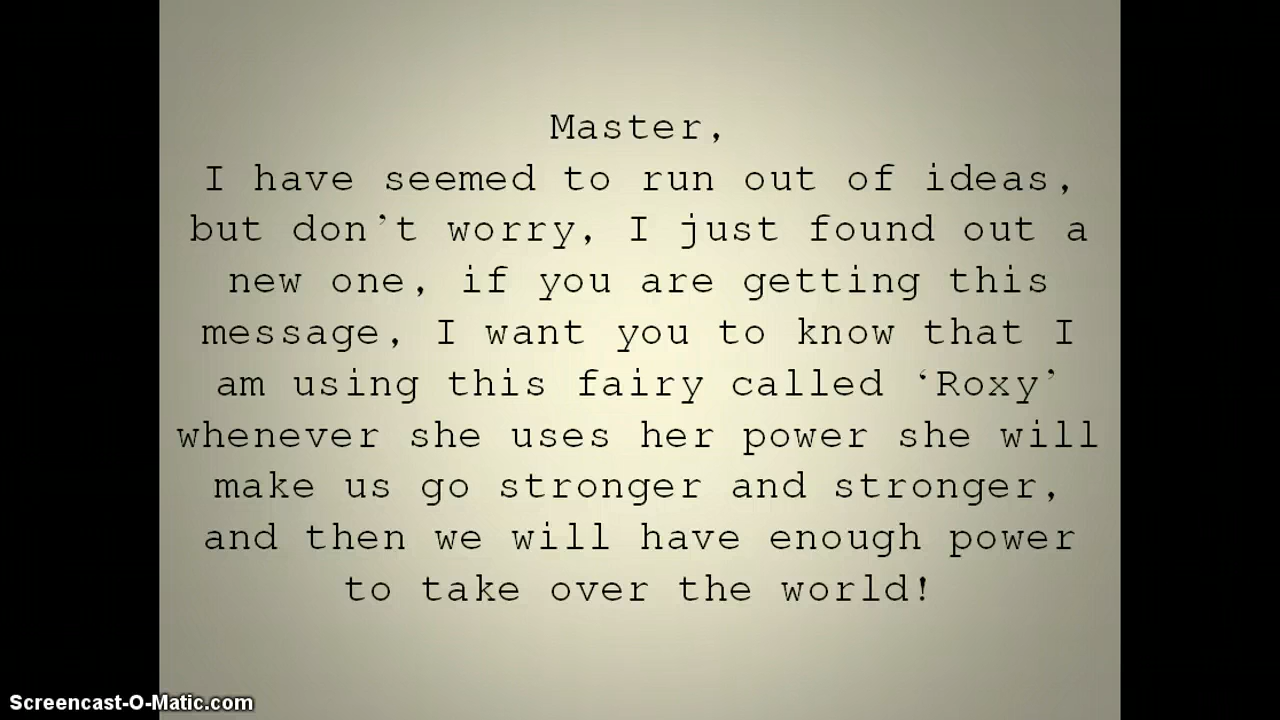 Master,
I have seemed to run out of ideas,
but don’t worry, I just found out a
new one, if you are getting this
message, I want you to know that I
am using this fairy called ‘Roxy’
whenever she uses her power she will
make us go stronger and stronger,
and then we will have enough power
to take over the world!
Screencast-O-Matic.com